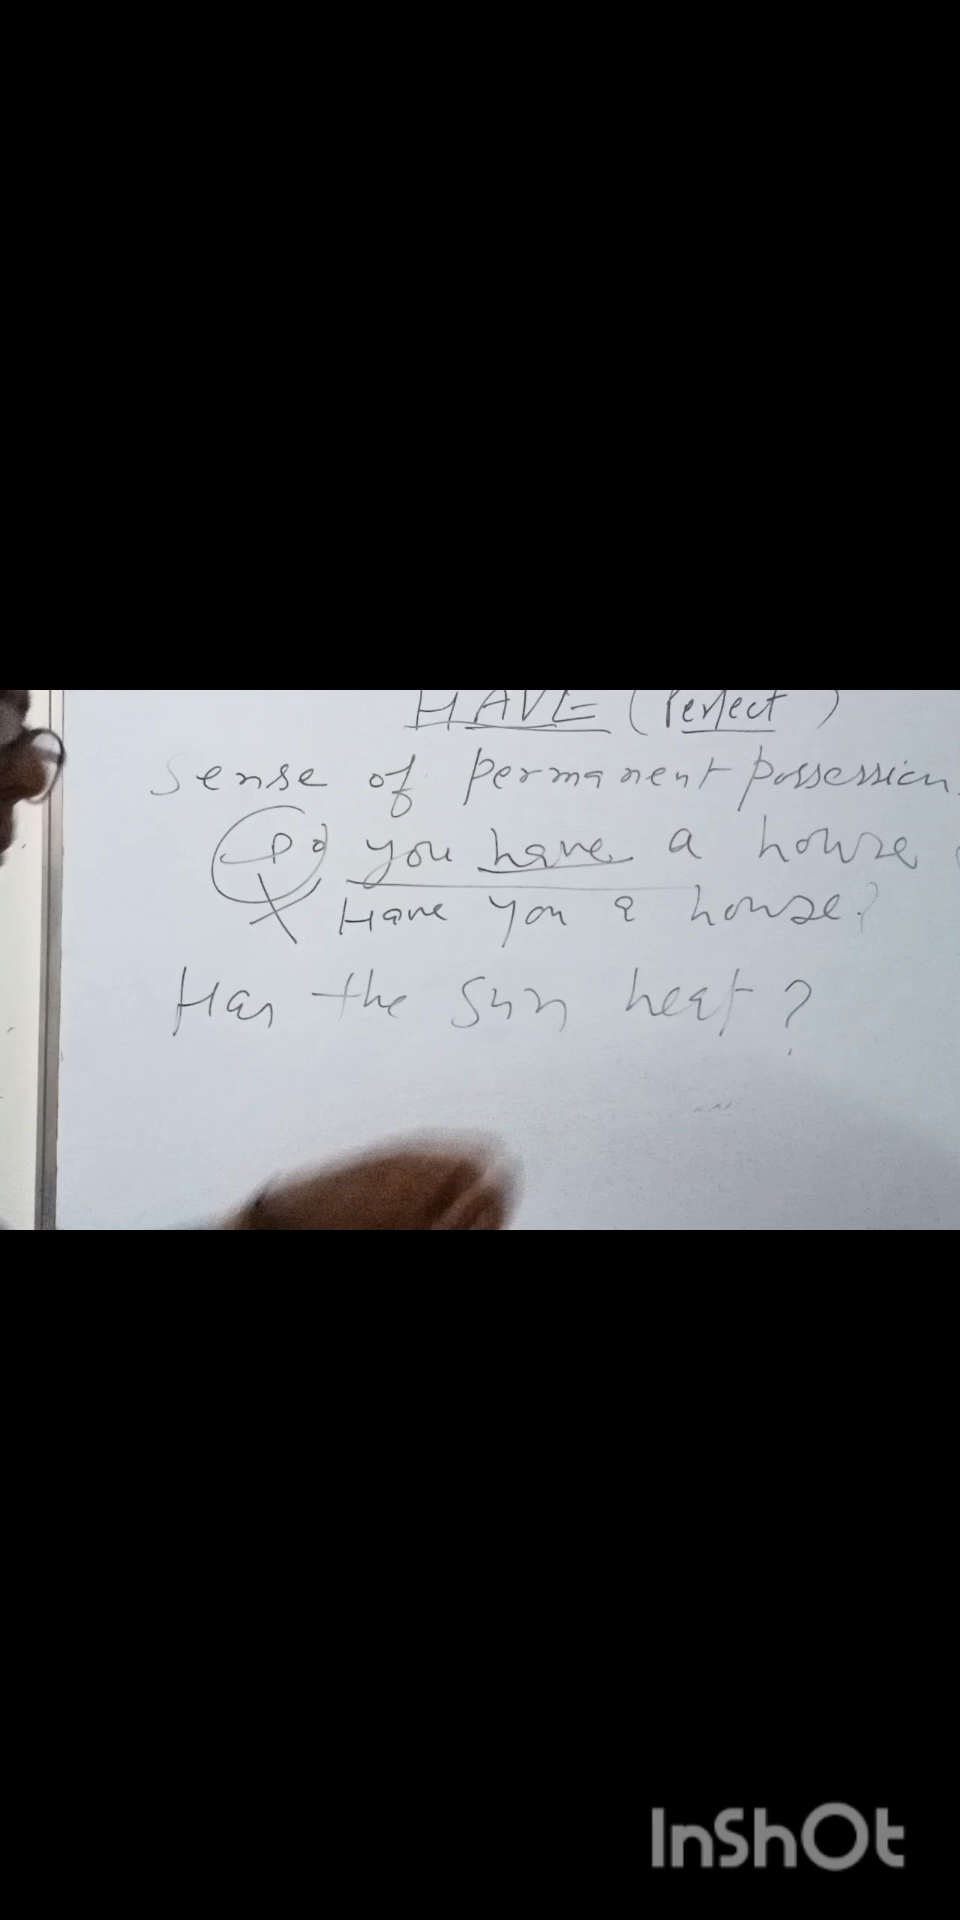 HAVE (Perfect)
Sense of permanent possession.
Do you have a house
Have you a house?
Has the sun heat?
InShOt